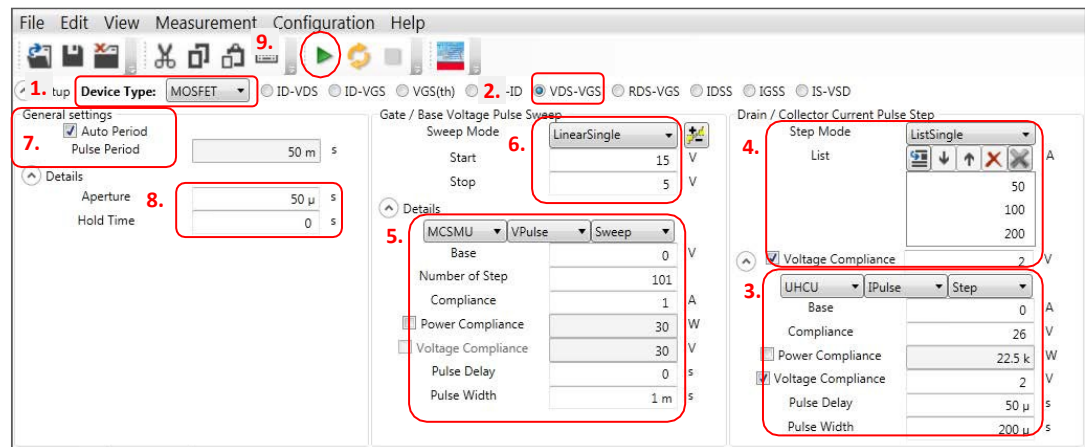 File Edit View Measurement Configuration Help
9.
1. tup Device Type: MOSFET ID-VDS ID-VGS VGS(th) 2. -ID VDS-VGS RDS-VGS IDSS IGSS IS-VSD
General settings
7.
Auto Period
Pulse Period 50 m s
Details
8.
Aperture 50 µ s
Hold Time 0 s
Gate / Base Voltage Pulse Sweep
Sweep Mode LinearSingle
6.
Start 15 V
Stop 5 V
Details
5.
MCSMU VPulse Sweep
Base 0 V
Number of Step 101
Compliance 1 A
Power Compliance 30 W
Voltage Compliance 30 V
Pulse Delay 0 s
Pulse Width 1 m s
Drain / Collector Current Pulse Step
Step Mode ListSingle
4.
List A
50
100
200
Voltage Compliance 2 V
3.
UHCU IPulse Step
Base 0 A
Compliance 26 V
Power Compliance 22.5 k W
Voltage Compliance 2 V
Pulse Delay 50 µ s
Pulse Width 200 µ s